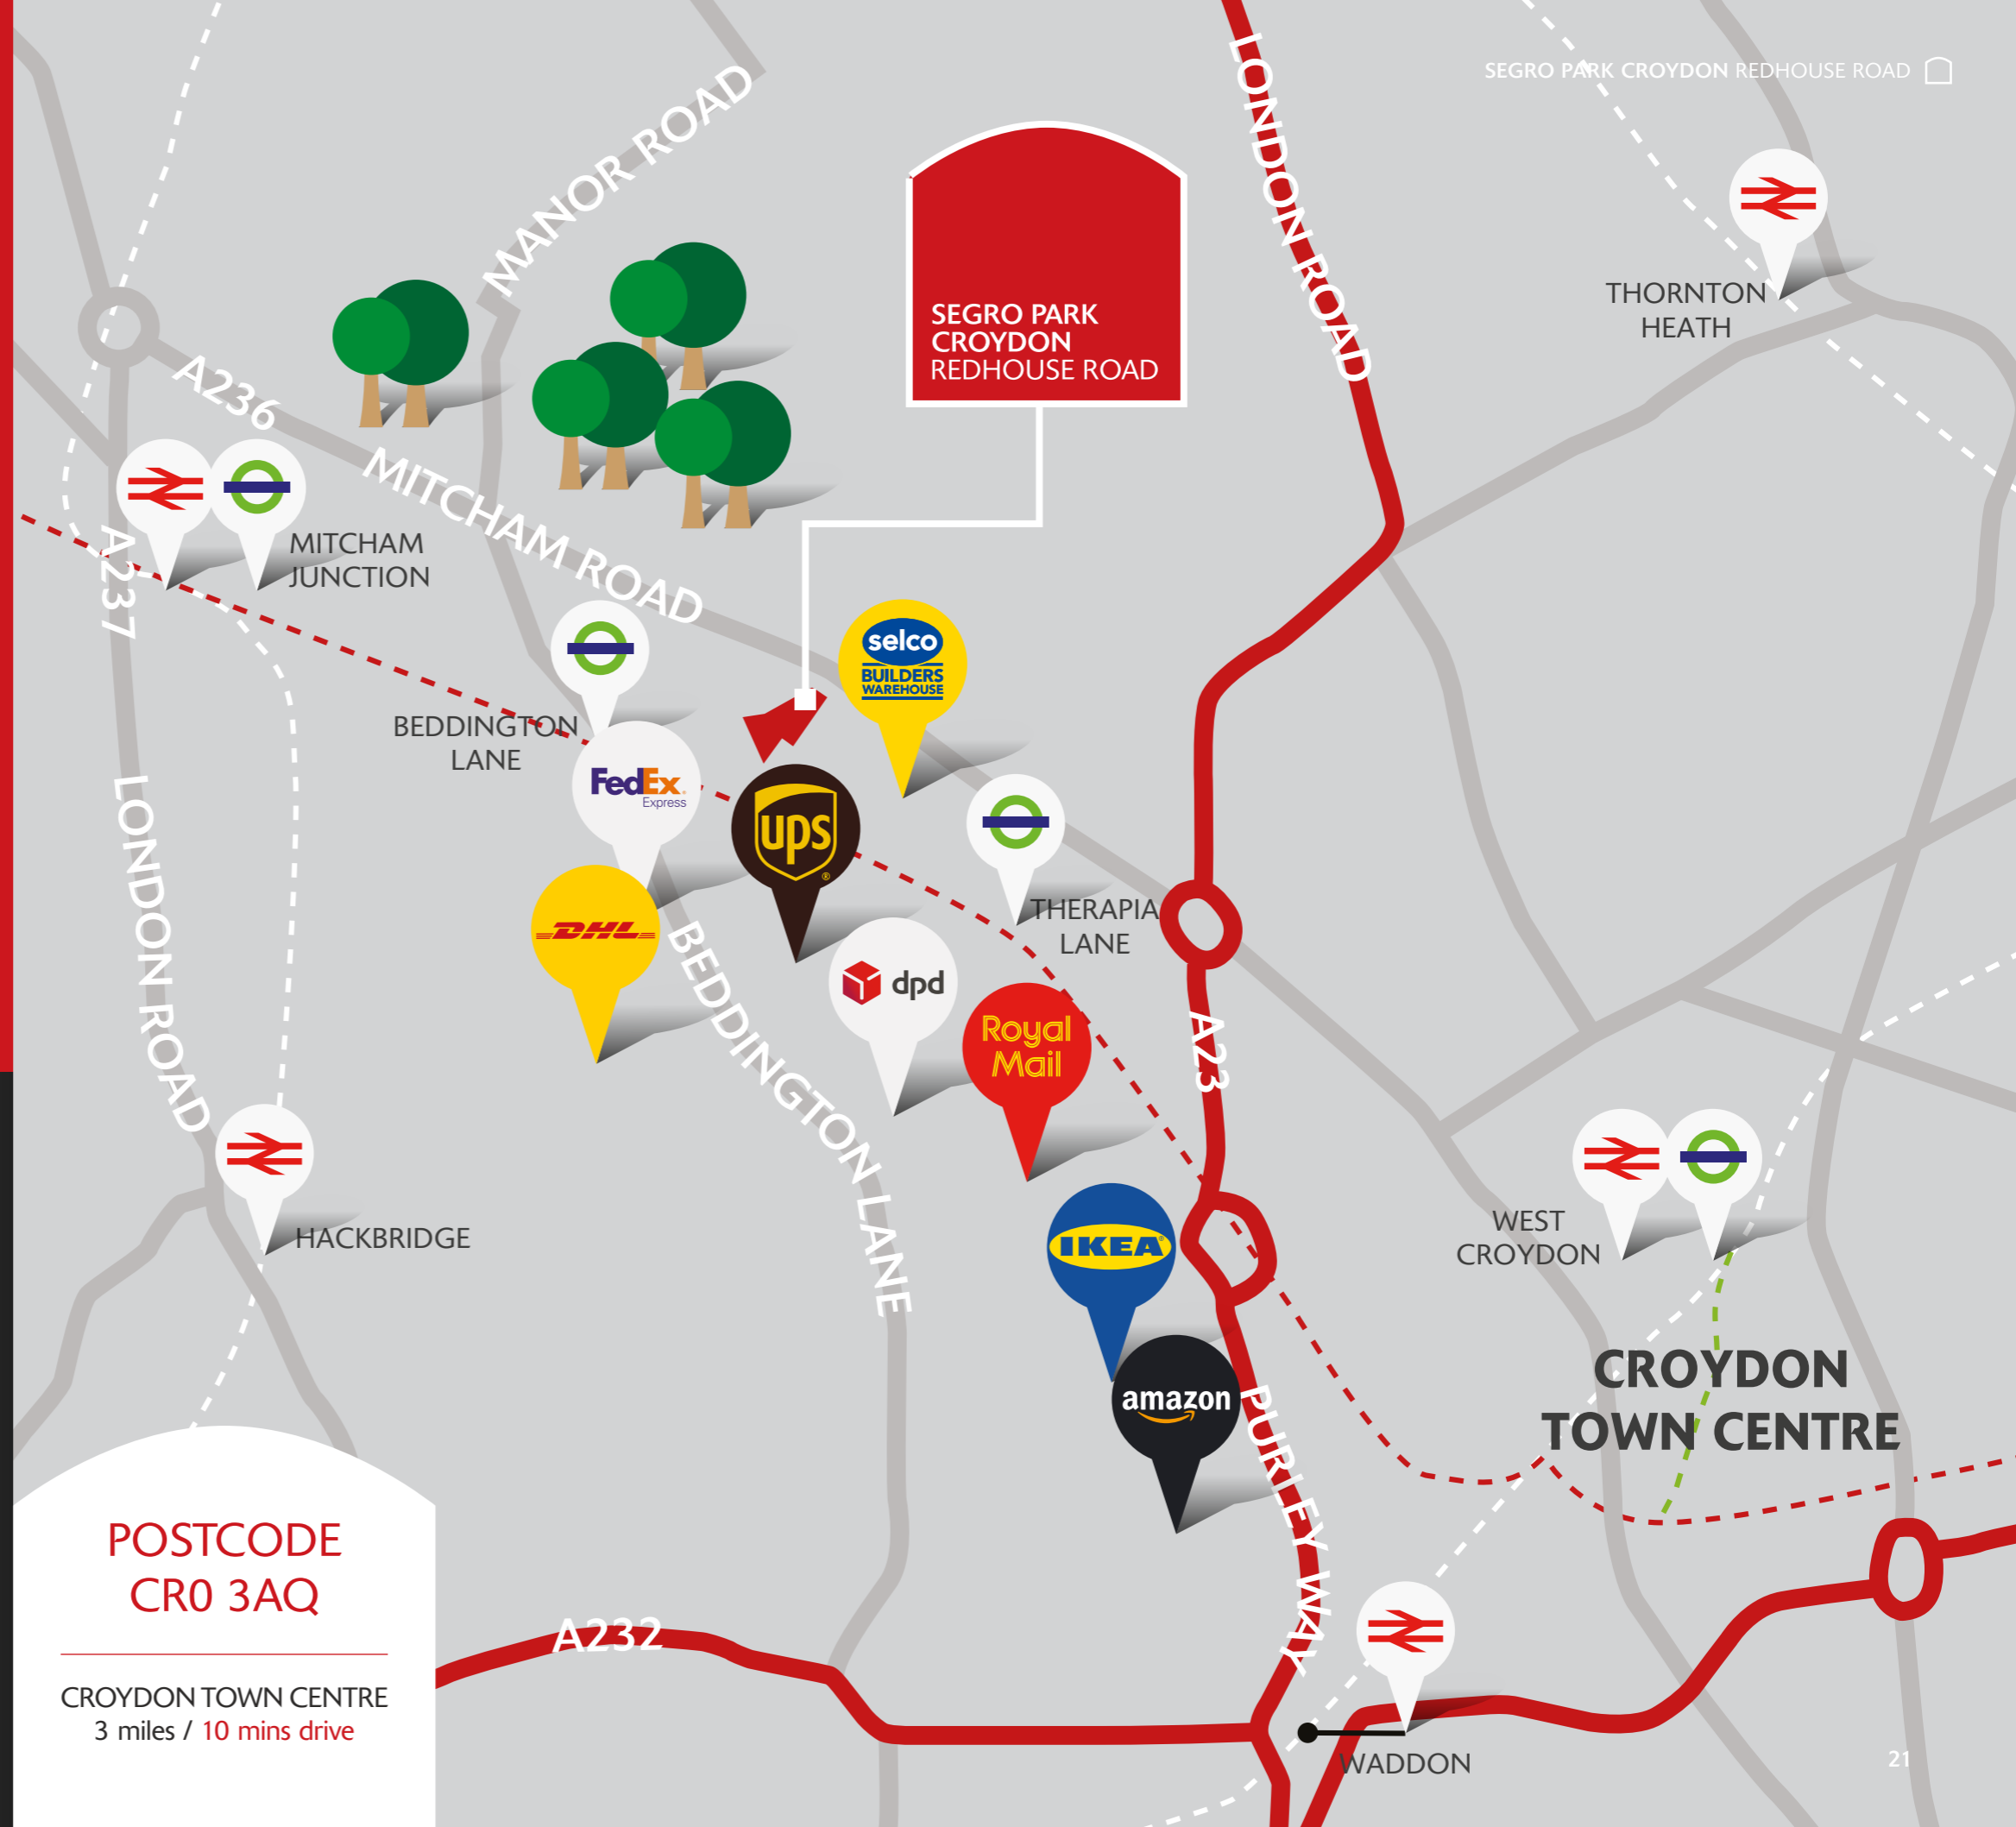 SEGRO PARK CROYDON REDHOUSE ROAD
LONDON ROAD
MANOR ROAD
SEGRO PARK
CROYDON
REDHOUSE ROAD
THORNTON
HEATH
A236
MITCHAM ROAD
MITCHAM
JUNCTION
A237
selco
BUILDERS
WAREHOUSE
BEDDINGTON
LANE
FedEx
Express
ups
®
LONDON ROAD
THERAPIA
LANE
DHL
BEDDINGTON LANE
dpd
Royal
Mail
A23
HACKBRIDGE
IKEA
WEST
CROYDON
amazon
CROYDON
TOWN CENTRE
PURLEY WAY
POSTCODE
CR0 3AQ
CROYDON TOWN CENTRE
3 miles / 10 mins drive
A232
WADDON
21